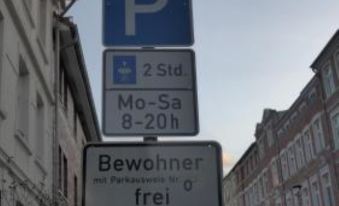 P
2 Std.
Mo-Sa
8-20h
Bewohner
mit Parkausweis Nr.
frei